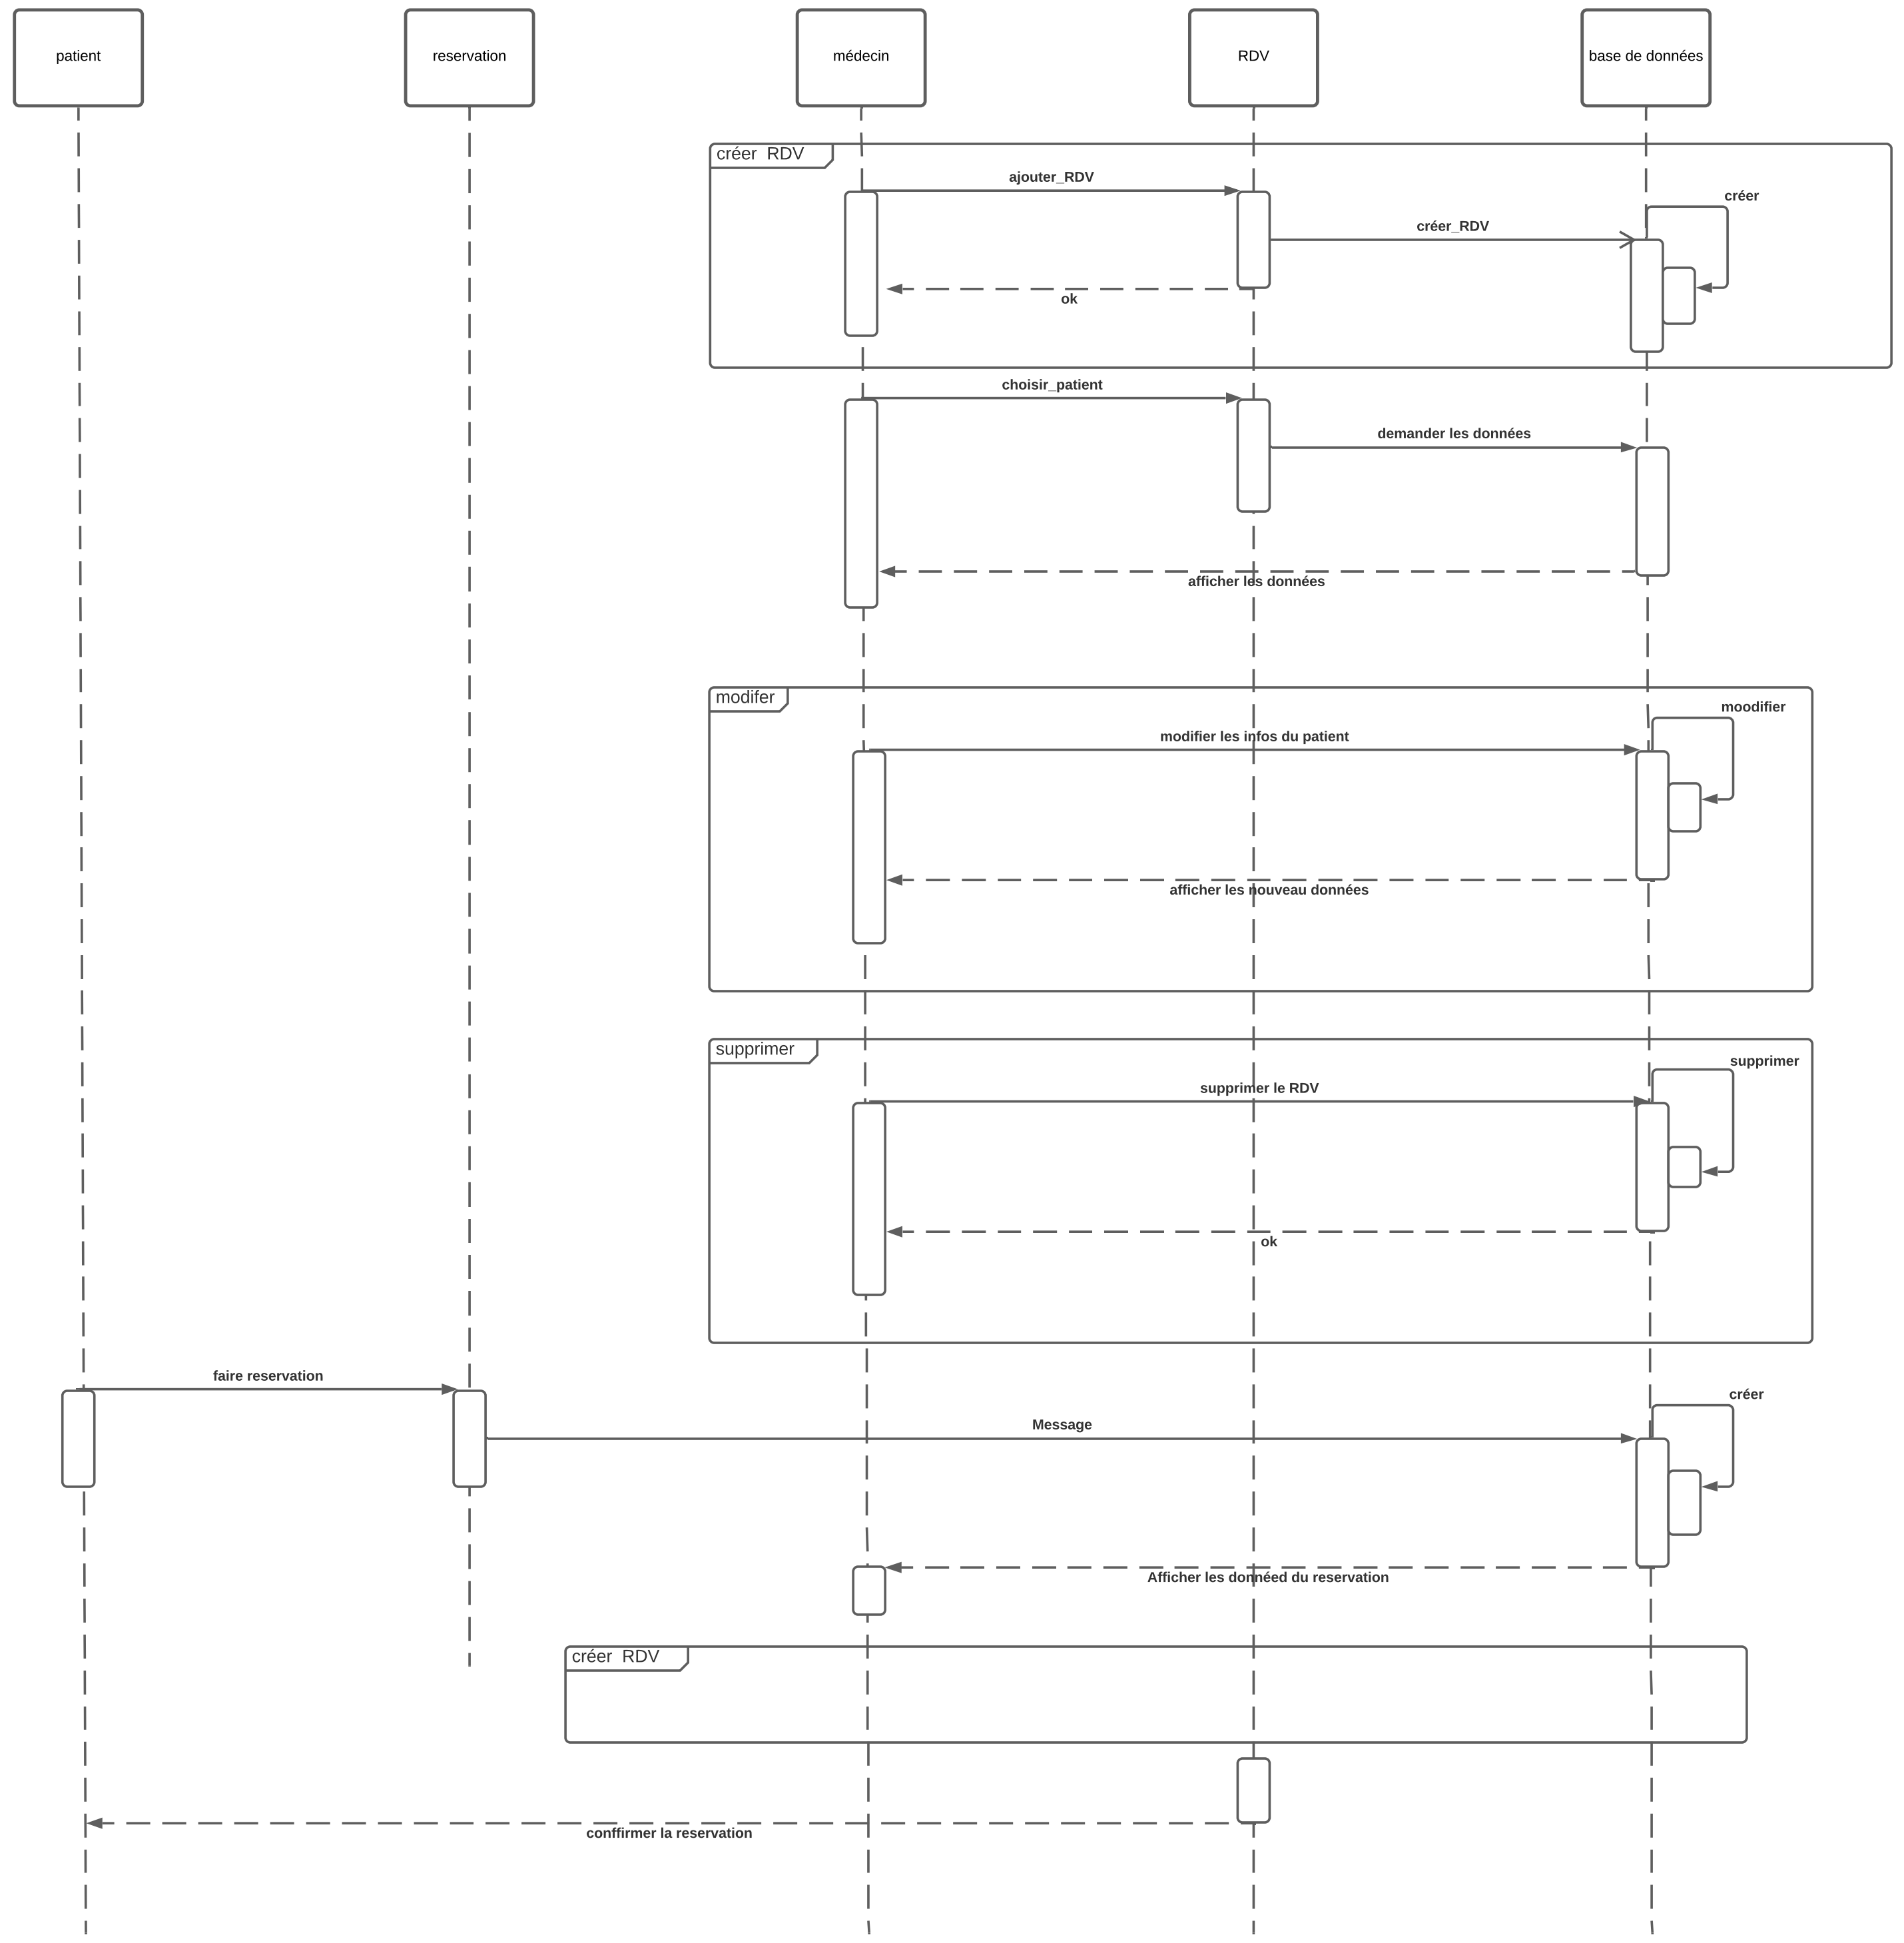 patient
reservation
médecin
RDV
base de données
créer RDV
ajouter_RDV
créer
créer_RDV
ok
choisir_patient
demander les données
afficher les données
modifer
moodifier
modifier les infos du patient
afficher les nouveau données
supprimer
supprimer
supprimer le RDV
ok
faire reservation
créer
Message
Afficher les donnéed du reservation
créer RDV
conffirmer la reservation